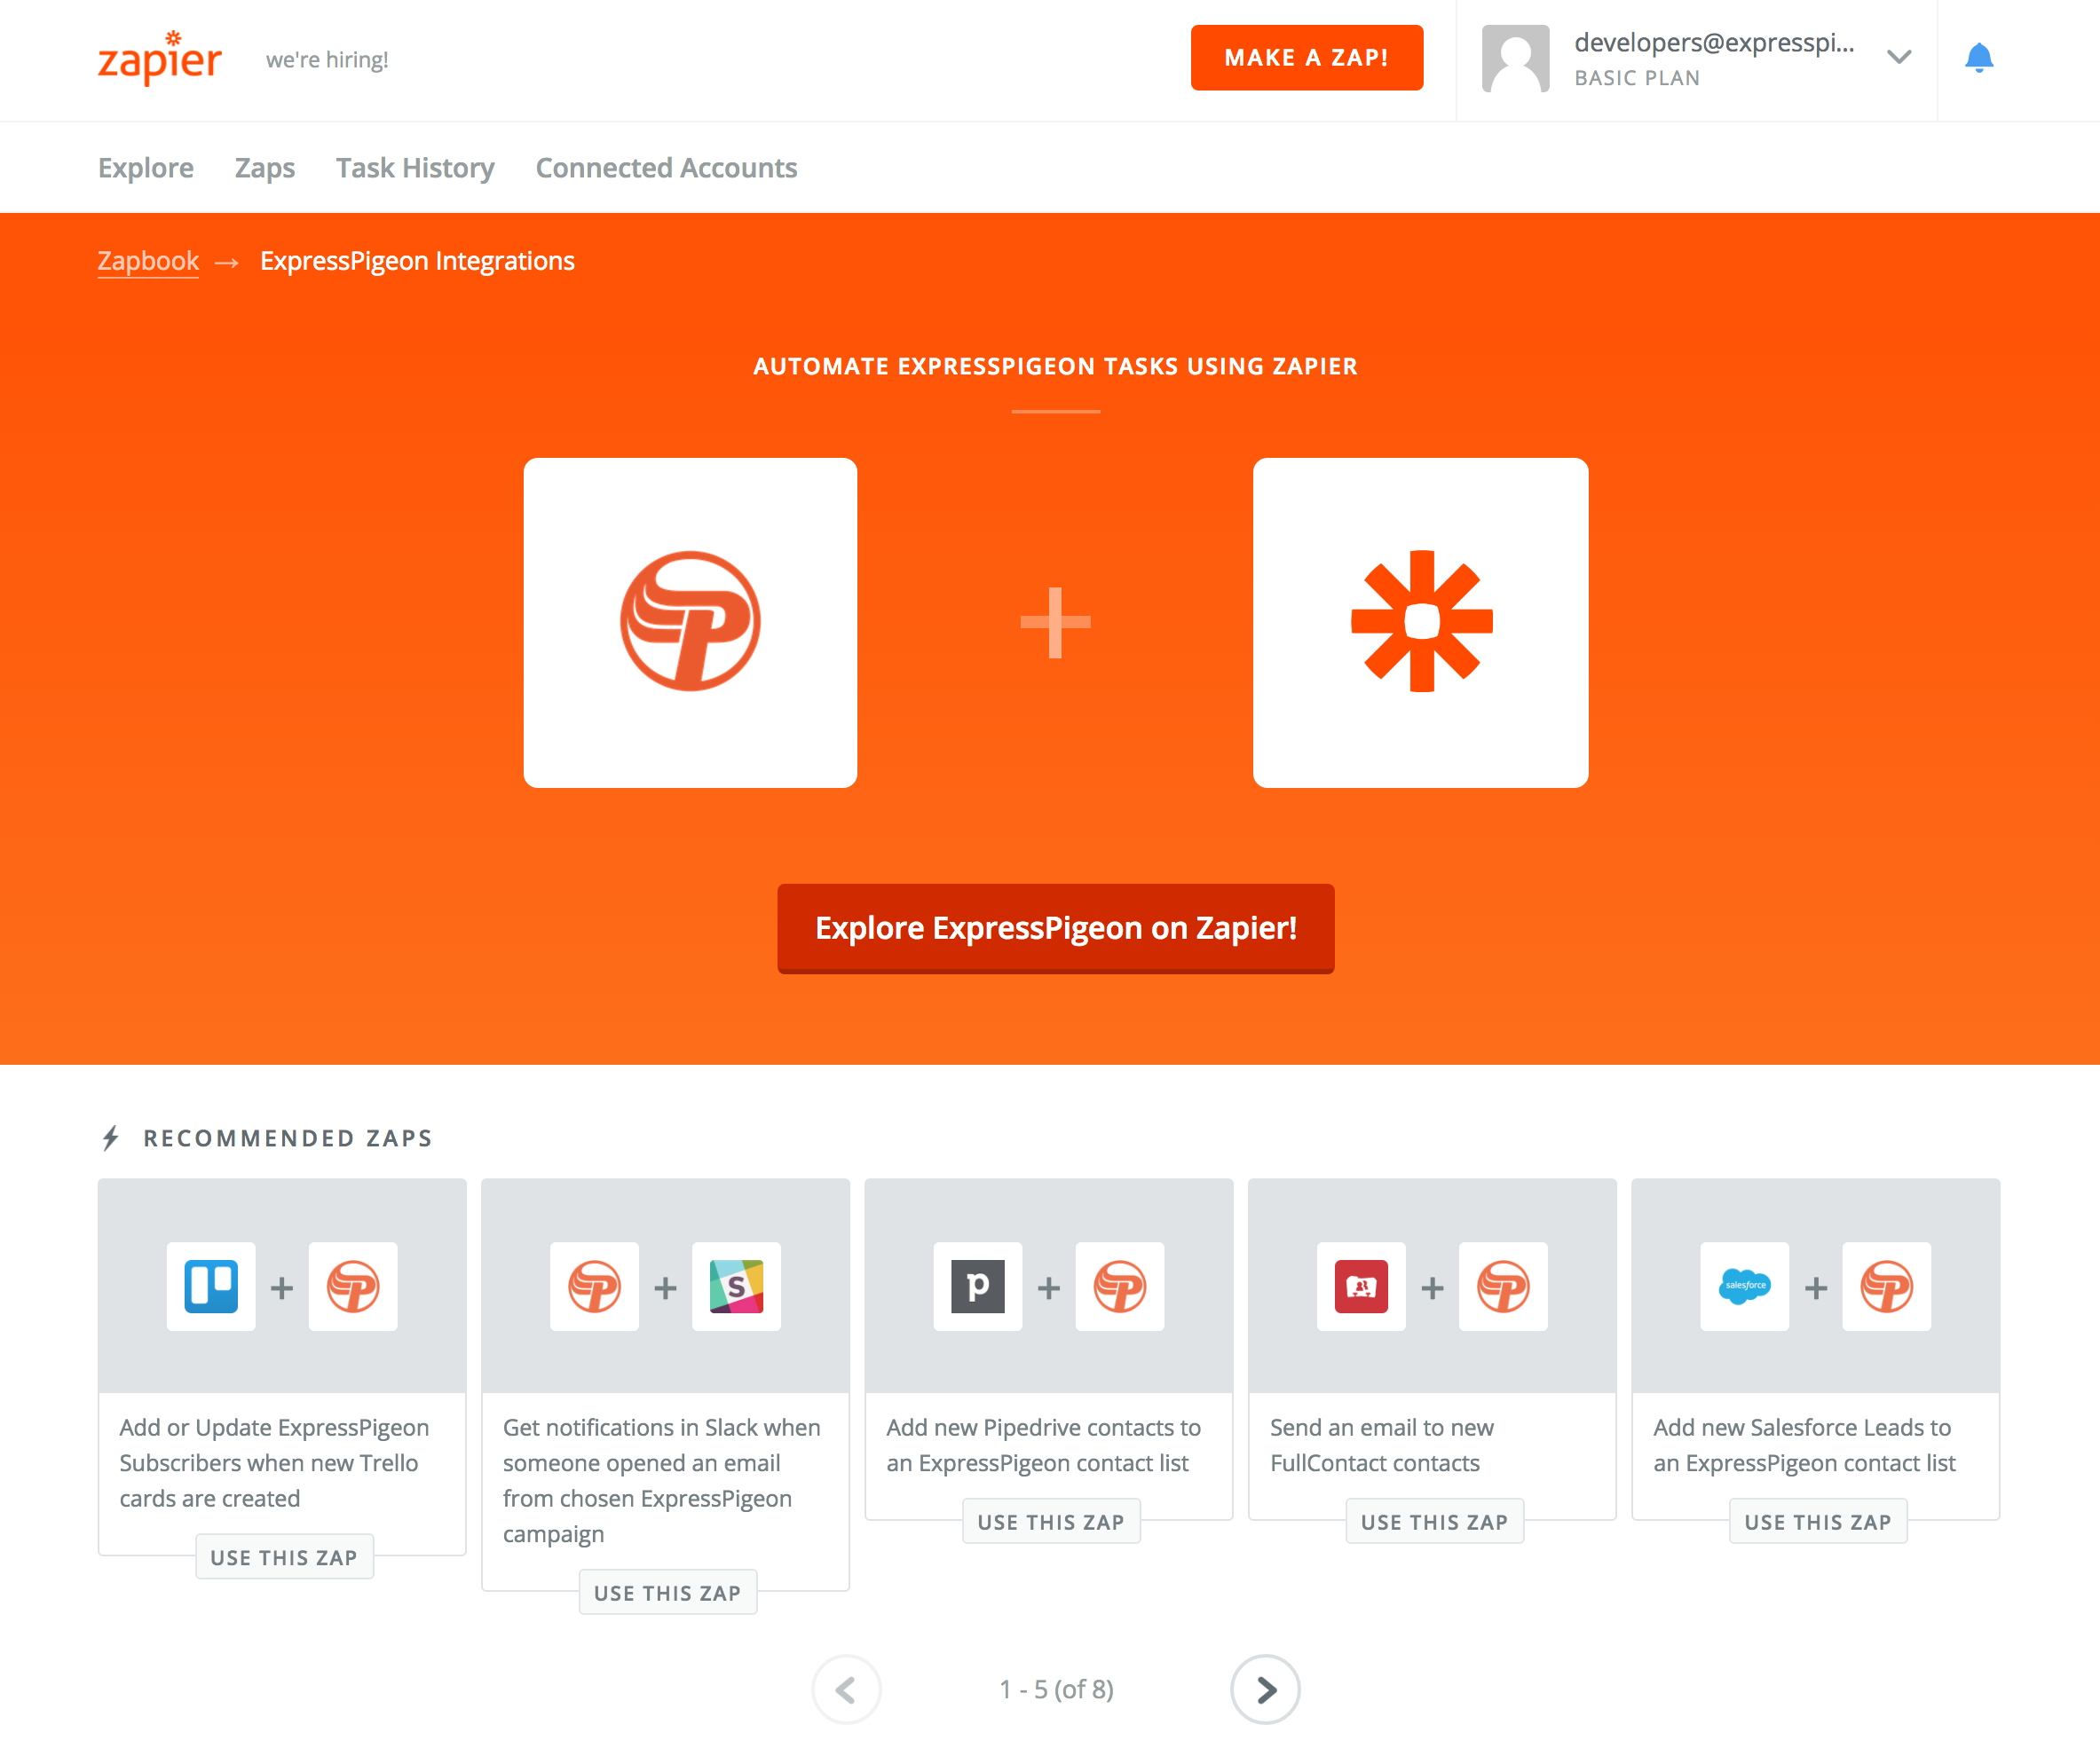 zapier
we're hiring!
MAKE A ZAP!
developers@expresspi...
BASIC PLAN
Explore
Zaps
Task History
Connected Accounts
Zapbook → ExpressPigeon Integrations
AUTOMATE EXPRESSPIGEON TASKS USING ZAPIER
Explore ExpressPigeon on Zapier!
RECOMMENDED ZAPS
Add or Update ExpressPigeon
Subscribers when new Trello
cards are created
USE THIS ZAP
S
Get notifications in Slack when
someone opened an email
from chosen ExpressPigeon
campaign
USE THIS ZAP
p
Add new Pipedrive contacts to
an ExpressPigeon contact list
USE THIS ZAP
Send an email to new
FullContact contacts
USE THIS ZAP
salesforce
Add new Salesforce Leads to
an ExpressPigeon contact list
USE THIS ZAP
1 - 5 (of 8)